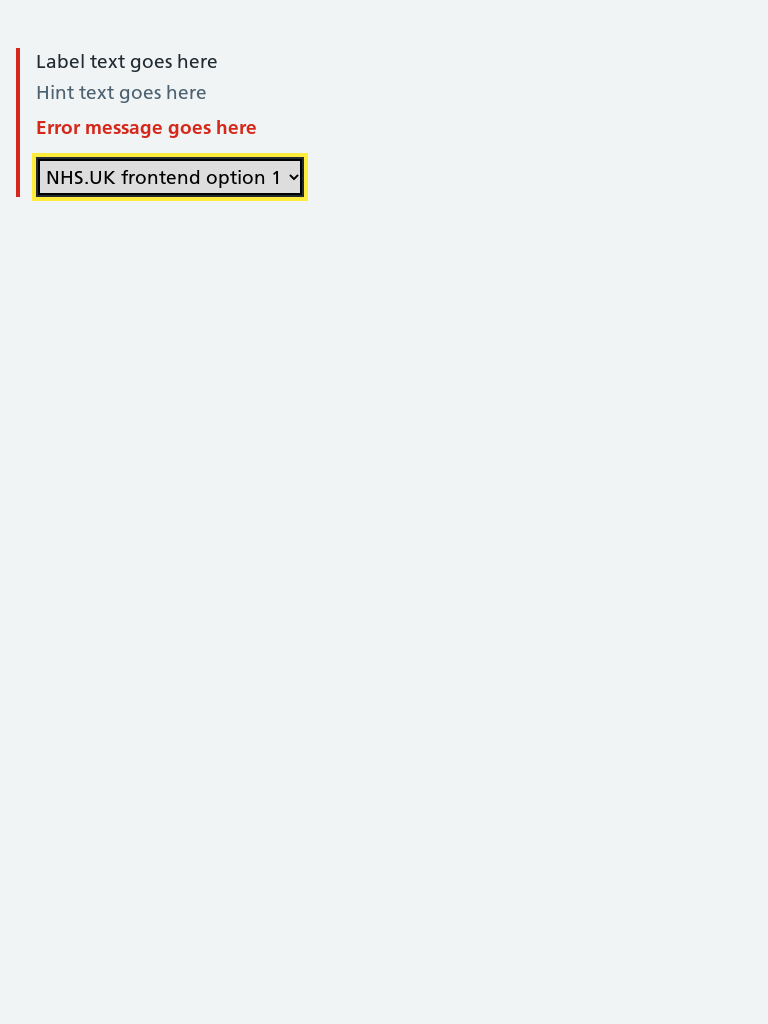 Label text goes here
Hint text goes here
Error message goes here
NHS.UK frontend option 1